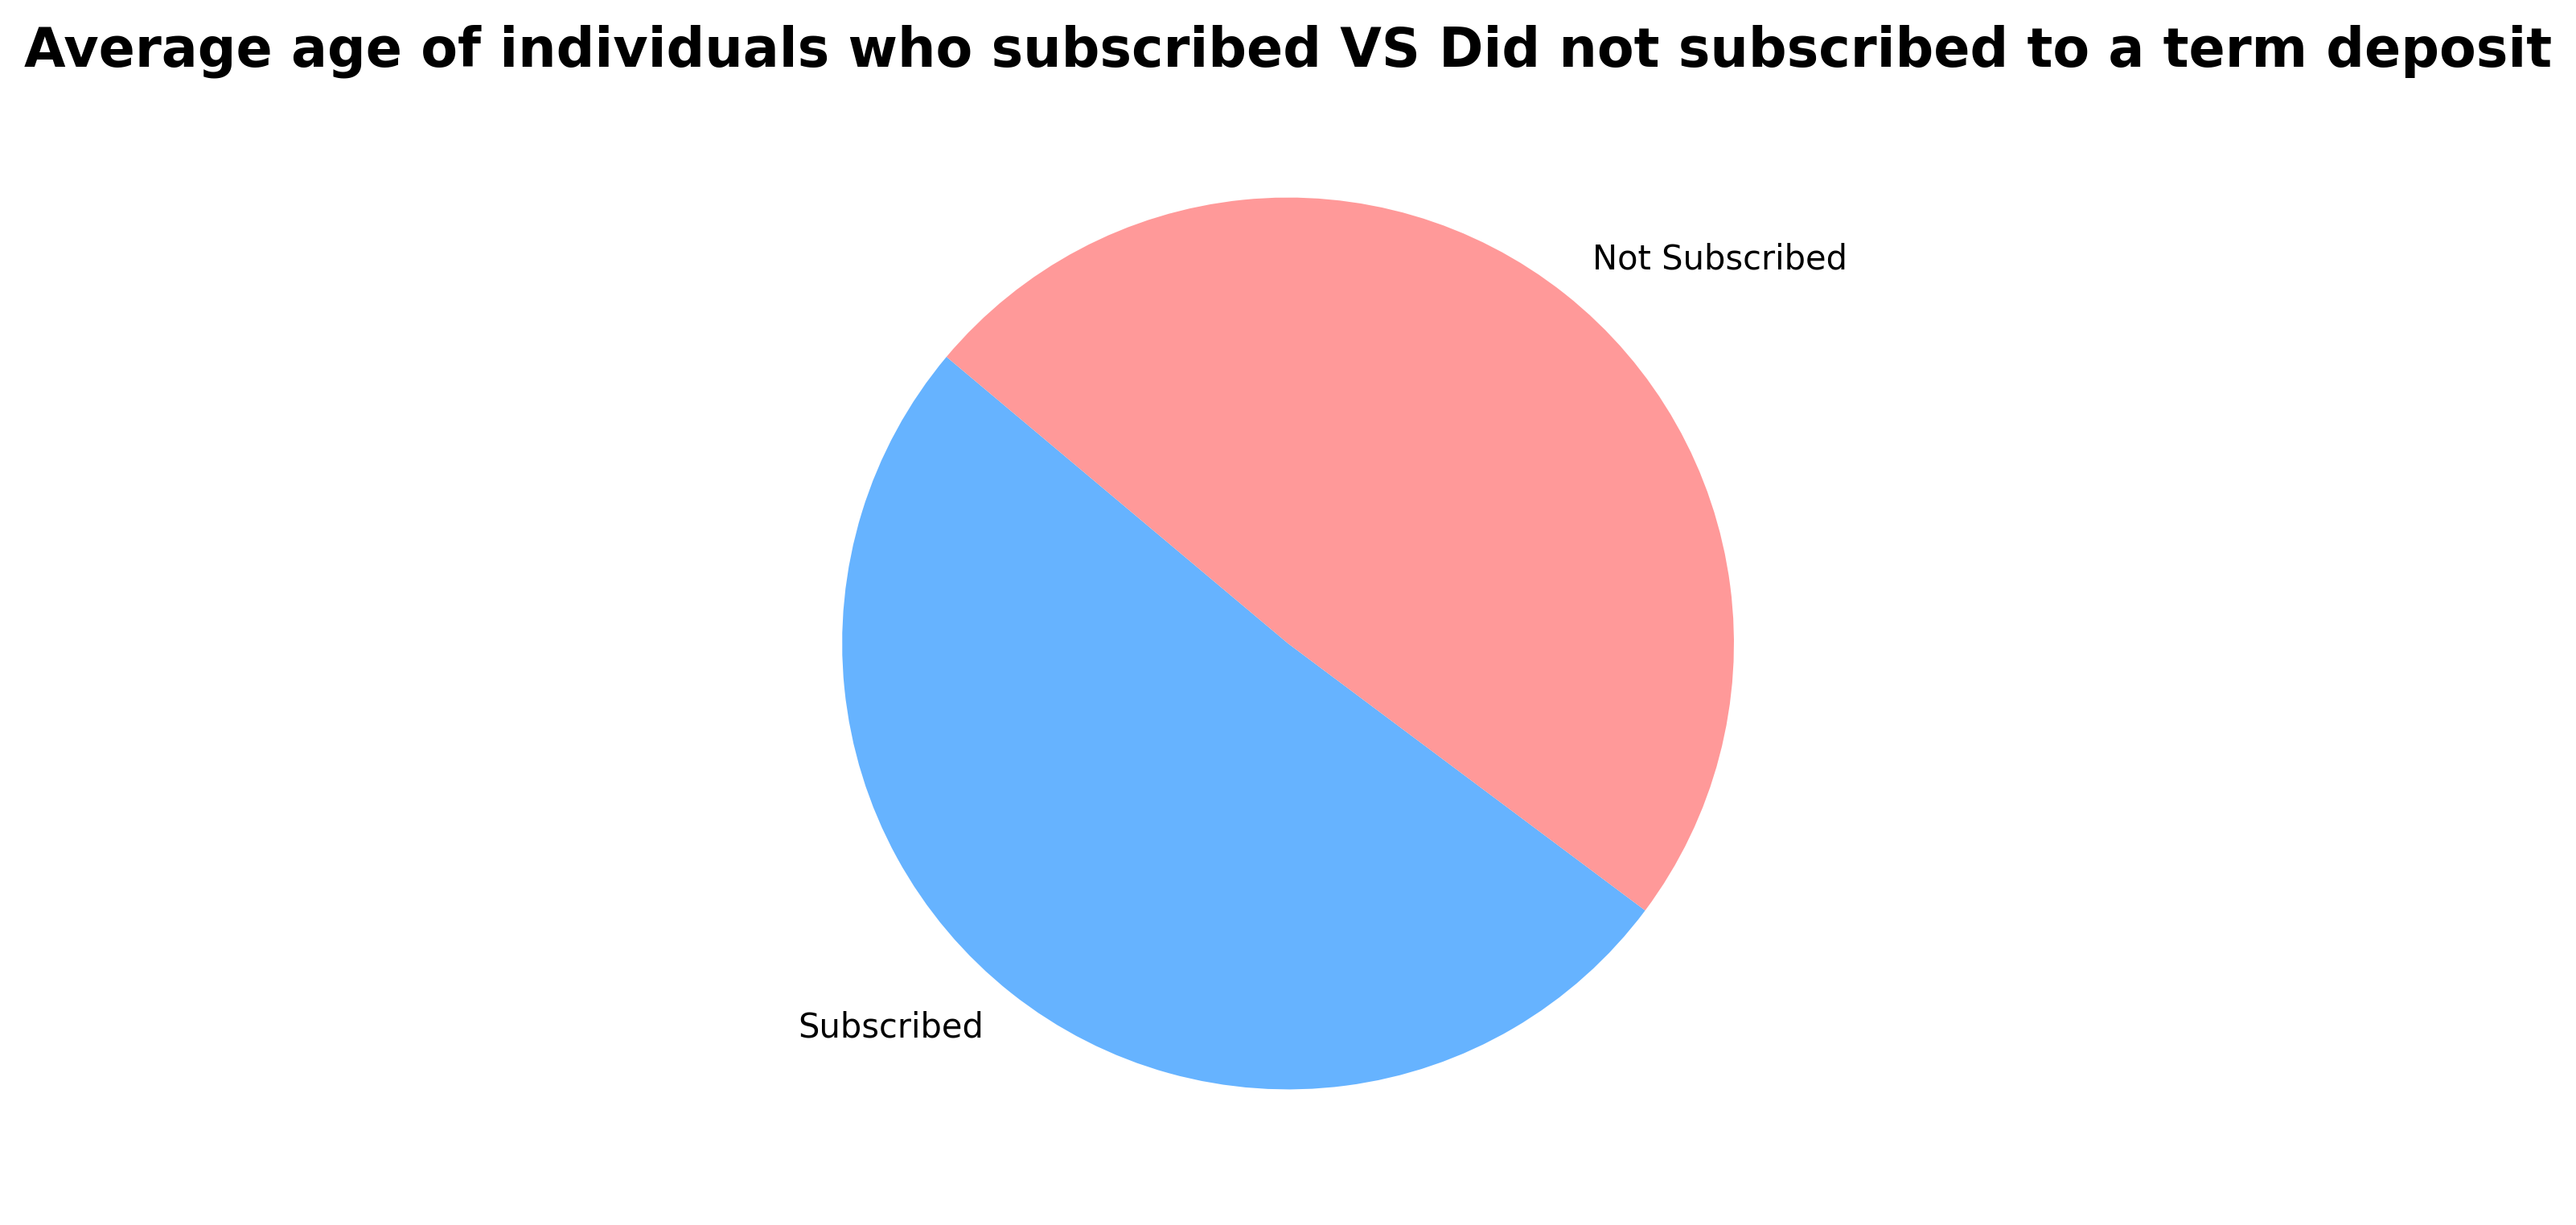 Average age of individuals who subscribed VS Did not subscribed to a term deposit
Not Subscribed
Subscribed